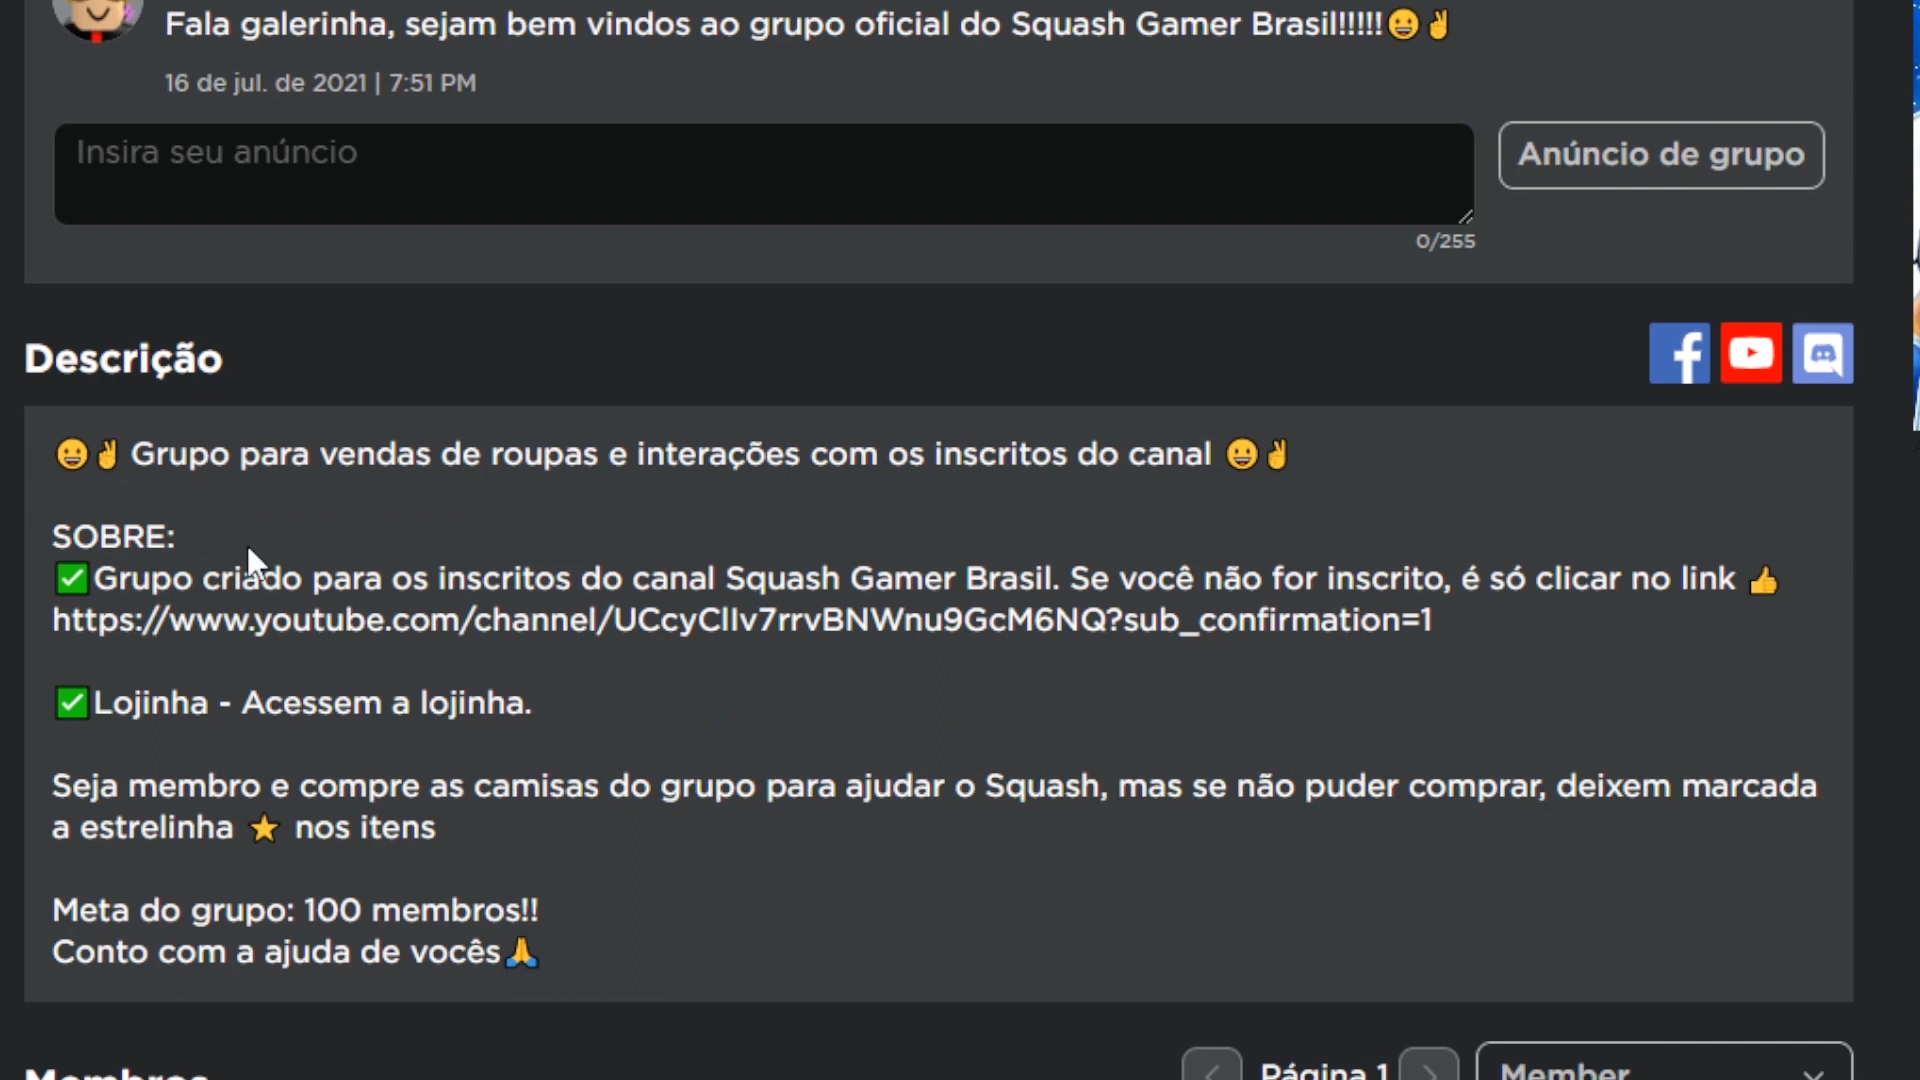 Fala galerinha, sejam bem vindos ao grupo oficial do Squash Gamer Brasil!!!!!😀✌
16 de jul. de 2021 | 7:51 PM
Insira seu anúncio
Anúncio de grupo
0/255
Descrição
😀✌ Grupo para vendas de roupas e interações com os inscritos do canal 😀✌
SOBRE:
✅Grupo criado para os inscritos do canal Squash Gamer Brasil. Se você não for inscrito, é só clicar no link 👍
https://www.youtube.com/channel/UCcyClIv7rrvBNWnu9GcM6NQ?sub_confirmation=1
✅Lojinha - Acessem a lojinha.
Seja membro e compre as camisas do grupo para ajudar o Squash, mas se não puder comprar, deixem marcada
a estrelinha ⭐ nos itens
Meta do grupo: 100 membros!!
Conto com a ajuda de vocês🙏
Membros
Página 1
Member